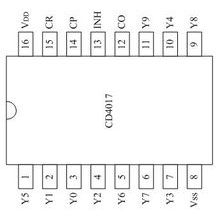 VDD CR CP INH CO Y9 Y4 Y8
16 15 14 13 12 11 10 9
CD4017
1 2 3 4 5 6 7 8
Y5 Y1 Y0 Y2 Y6 Y7 Y3 Vss